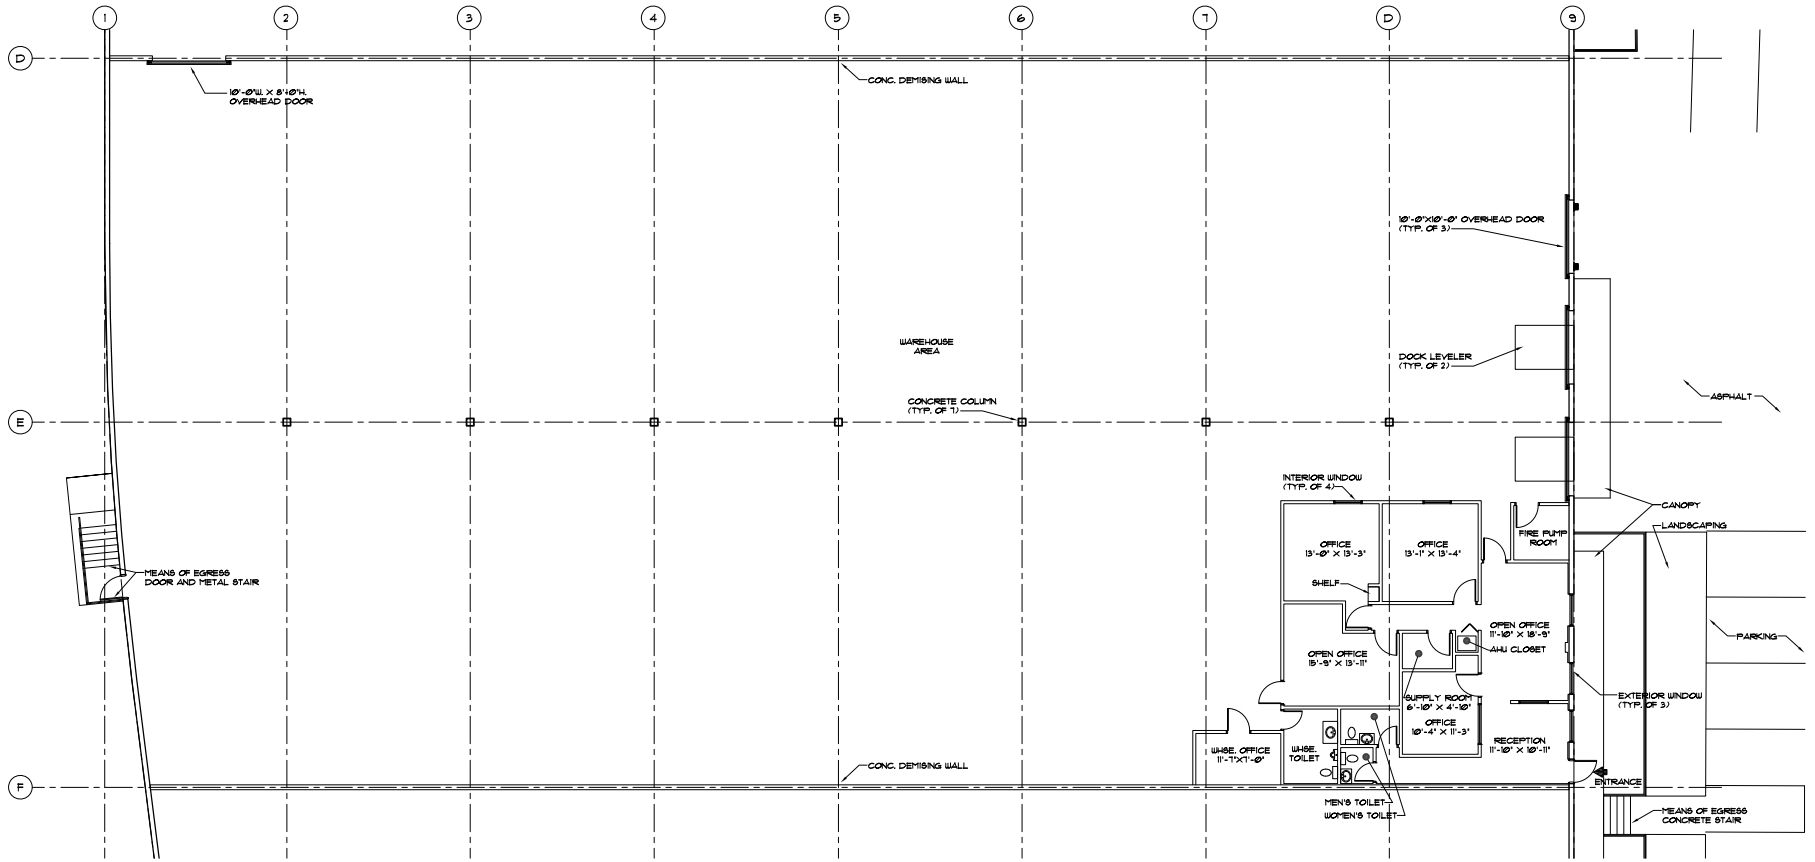 1
2
3
4
5
6
7
D
9
D
E
F
10'-0"W. X 8'-0"H.
OVERHEAD DOOR
CONC. DEMISING WALL
10'-0"X10'-0" OVERHEAD DOOR
(TYP. OF 3)
WAREHOUSE
AREA
DOCK LEVELER
(TYP. OF 2)
CONCRETE COLUMN
(TYP. OF 7)
ASPHALT
INTERIOR WINDOW
(TYP. OF 4)
CANOPY
LANDSCAPING
FIRE PUMP
ROOM
OFFICE
13'-0" X 13'-3"
OFFICE
13'-1" X 13'-4"
MEANS OF EGRESS
DOOR AND METAL STAIR
SHELF
OPEN OFFICE
11'-10" X 18'-9"
AHU CLOSET
PARKING
OPEN OFFICE
15'-9" X 13'-11"
SUPPLY ROOM
6'-10" X 4'-10"
EXTERIOR WINDOW
(TYP. OF 3)
OFFICE
10'-4" X 11'-3"
RECEPTION
11'-10" X 10'-11"
WHSE. OFFICE
11'-7"X7'-0"
WHSE.
TOILET
CONC. DEMISING WALL
ENTRANCE
MEN'S TOILET
WOMEN'S TOILET
MEANS OF EGRESS
CONCRETE STAIR